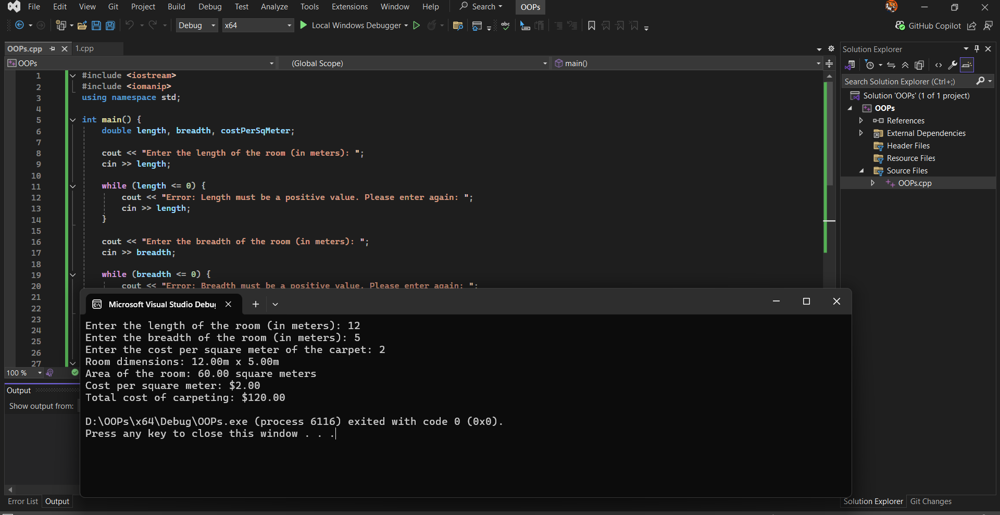 File Edit View Git Project Build Debug Test Analyze Tools Extensions Window Help Search OOPs
Debug x64 Local Windows Debugger abc GitHub Copilot
OOPs.cpp 1.cpp
OOPs (Global Scope) main()
1 #include <iostream>
2 #include <iomanip>
3 using namespace std;
4
5 int main() {
6 double length, breadth, costPerSqMeter;
7
8 cout << "Enter the length of the room (in meters): ";
9 cin >> length;
10
11 while (length <= 0) {
12 cout << "Error: Length must be a positive value. Please enter again: ";
13 cin >> length;
14 }
15
16 cout << "Enter the breadth of the room (in meters): ";
17 cin >> breadth;
18
19 while (breadth <= 0) {
20 cout << "Error: Breadth must be a positive value. Please enter again: ";
21
22
23
24
25
26
27
100 %
Output
Show output from:
Error List Output
Microsoft Visual Studio Debug
Enter the length of the room (in meters): 12
Enter the breadth of the room (in meters): 5
Enter the cost per square meter of the carpet: 2
Room dimensions: 12.00m x 5.00m
Area of the room: 60.00 square meters
Cost per square meter: $2.00
Total cost of carpeting: $120.00
D:\OOPs\x64\Debug\OOPs.exe (process 6116) exited with code 0 (0x0).
Press any key to close this window . . .
Solution Explorer
Search Solution Explorer (Ctrl+;)
Solution 'OOPs' (1 of 1 project)
OOPs
References
External Dependencies
Header Files
Resource Files
Source Files
OOPs.cpp
Solution Explorer Git Changes